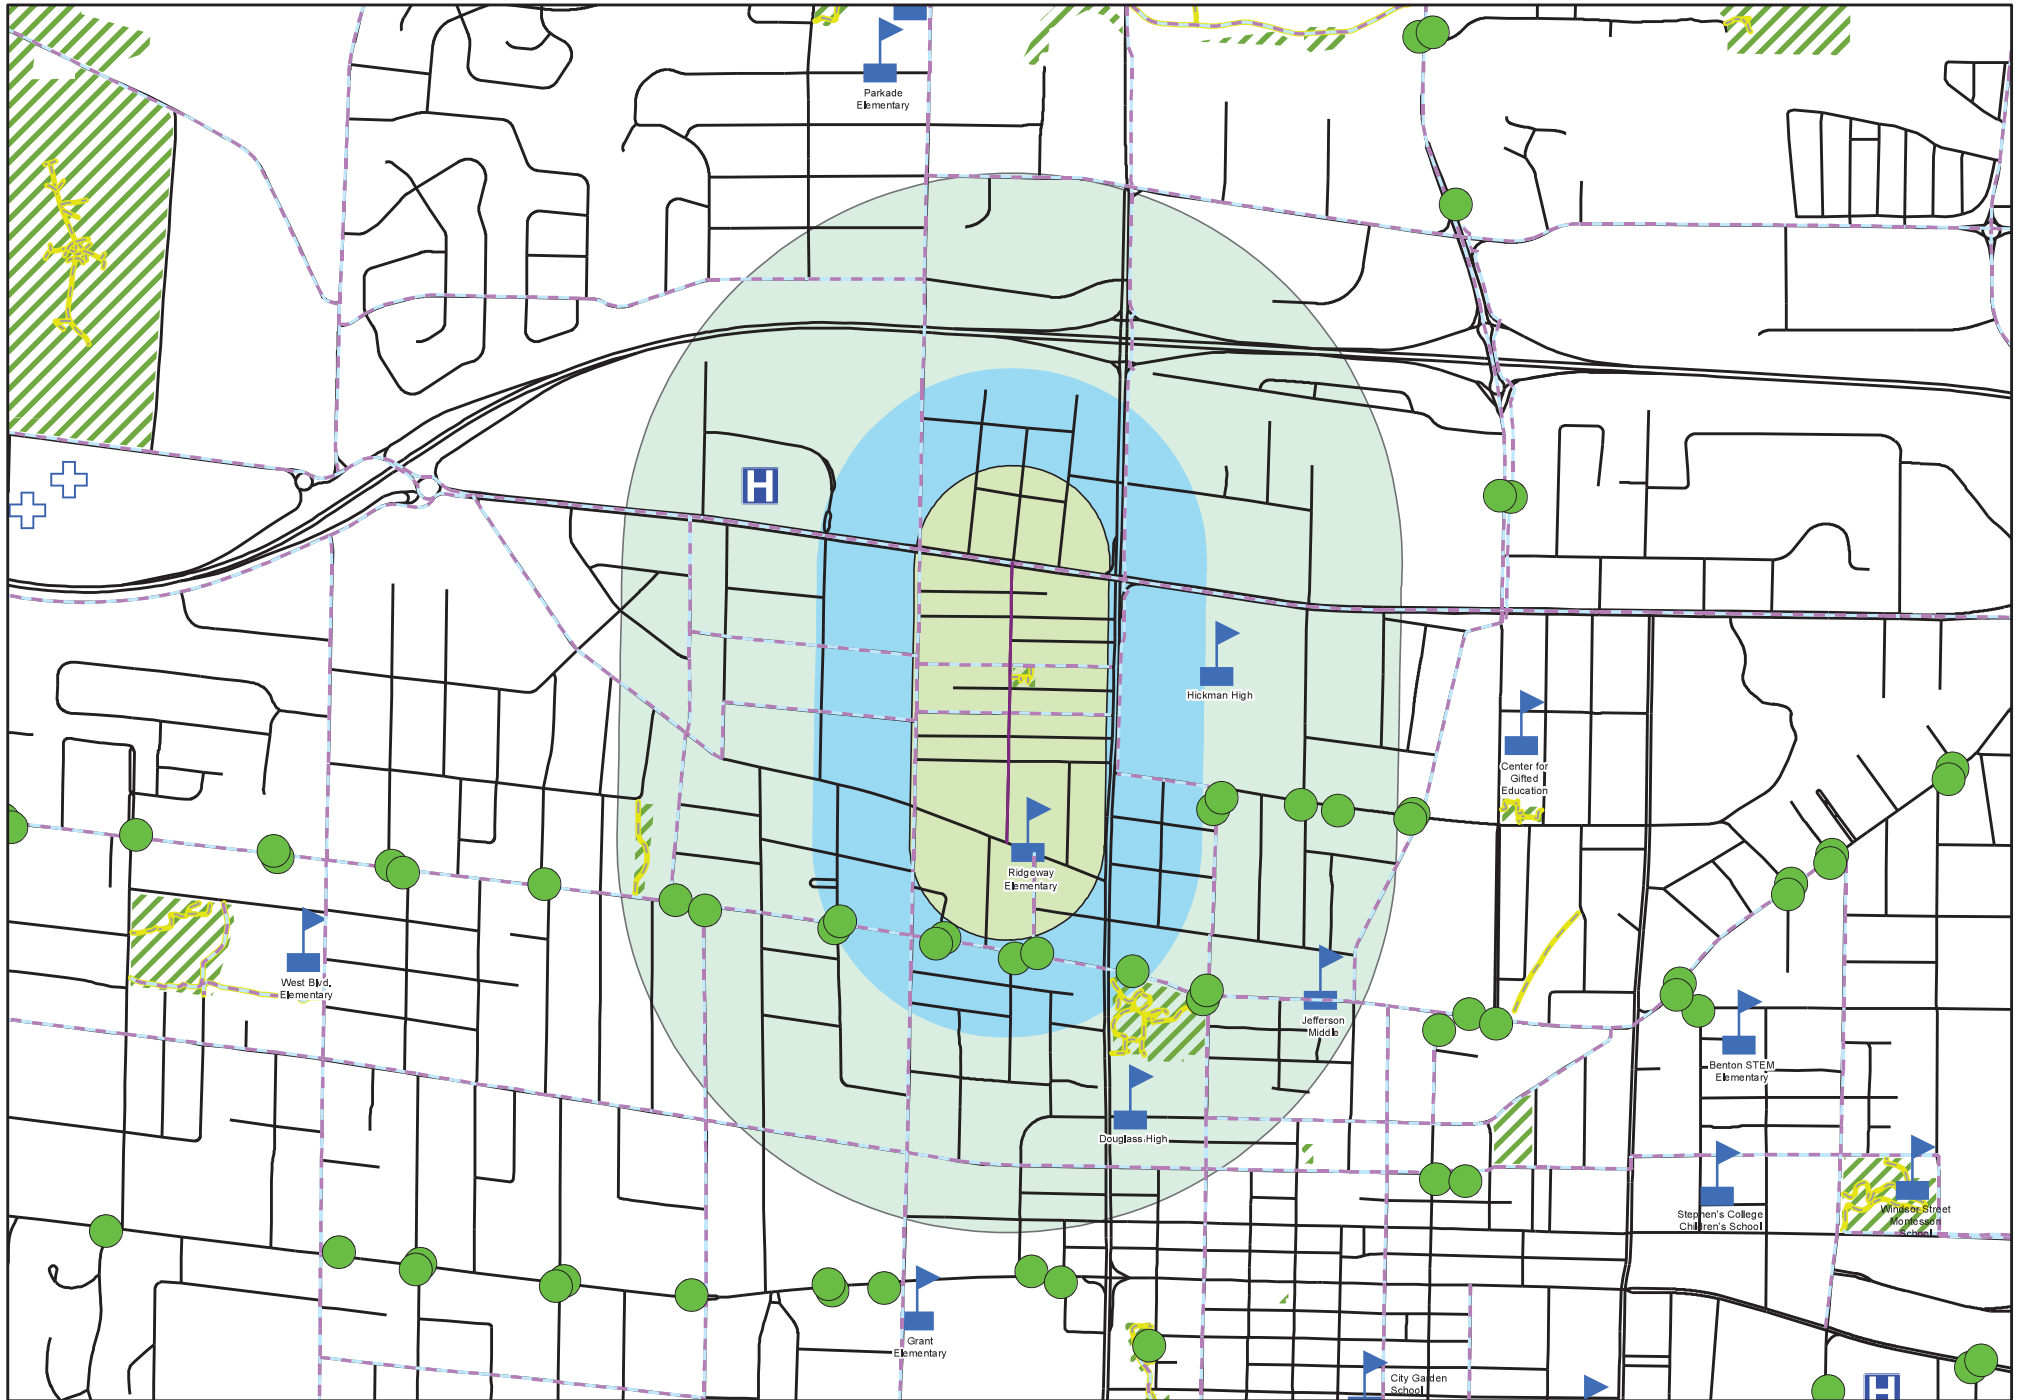 Parkade
Elementary
H
Hickman High
Center for
Gifted
Education
Ridgeway
Elementary
West Blvd.
Elementary
Jefferson
Middle
Benton STEM
Elementary
Douglass High
Stephen's College
Children's School
Windsor Street
Montessori
School
Grant
Elementary
City Garden
School
H